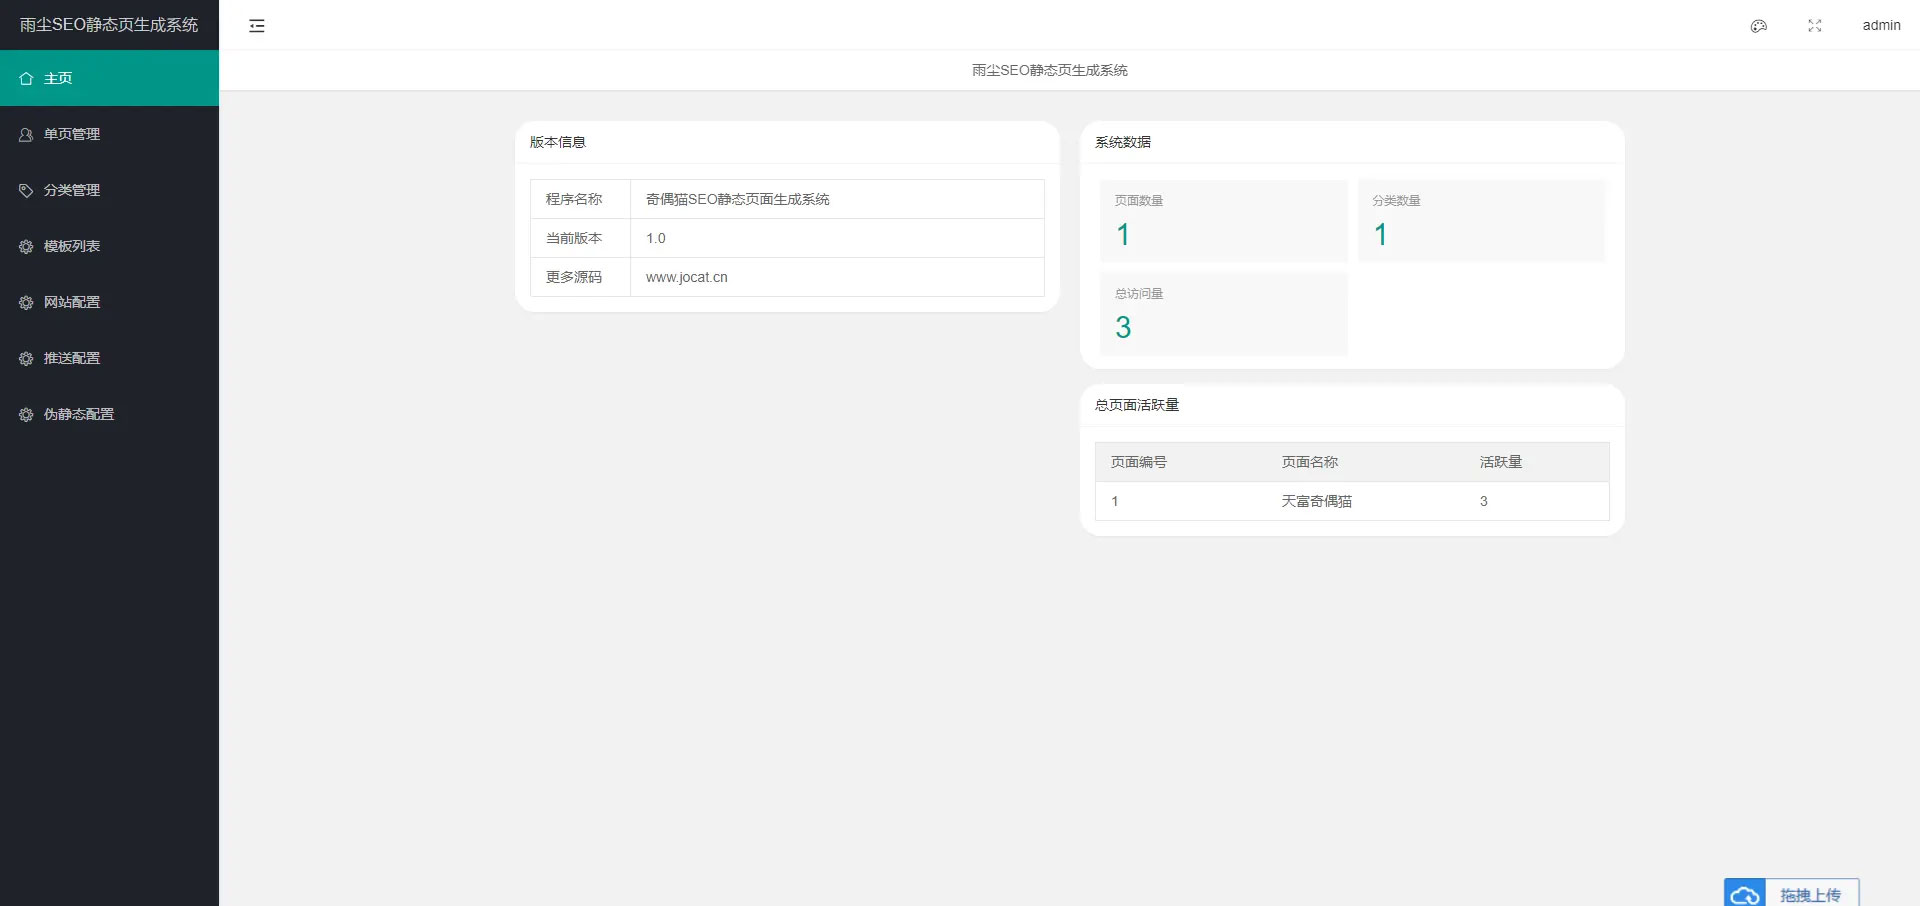 雨尘SEO静态页生成系统
admin
主页
单页管理
分类管理
模板列表
网站配置
推送配置
伪静态配置
雨尘SEO静态页生成系统
版本信息
程序名称 奇偶猫SEO静态页面生成系统
当前版本 1.0
更多源码 www.jocat.cn
系统数据
页面数量 分类数量
1 1
总访问量
3
总页面活跃量
页面编号 页面名称 活跃量
1 天富奇偶猫 3
拖拽上传